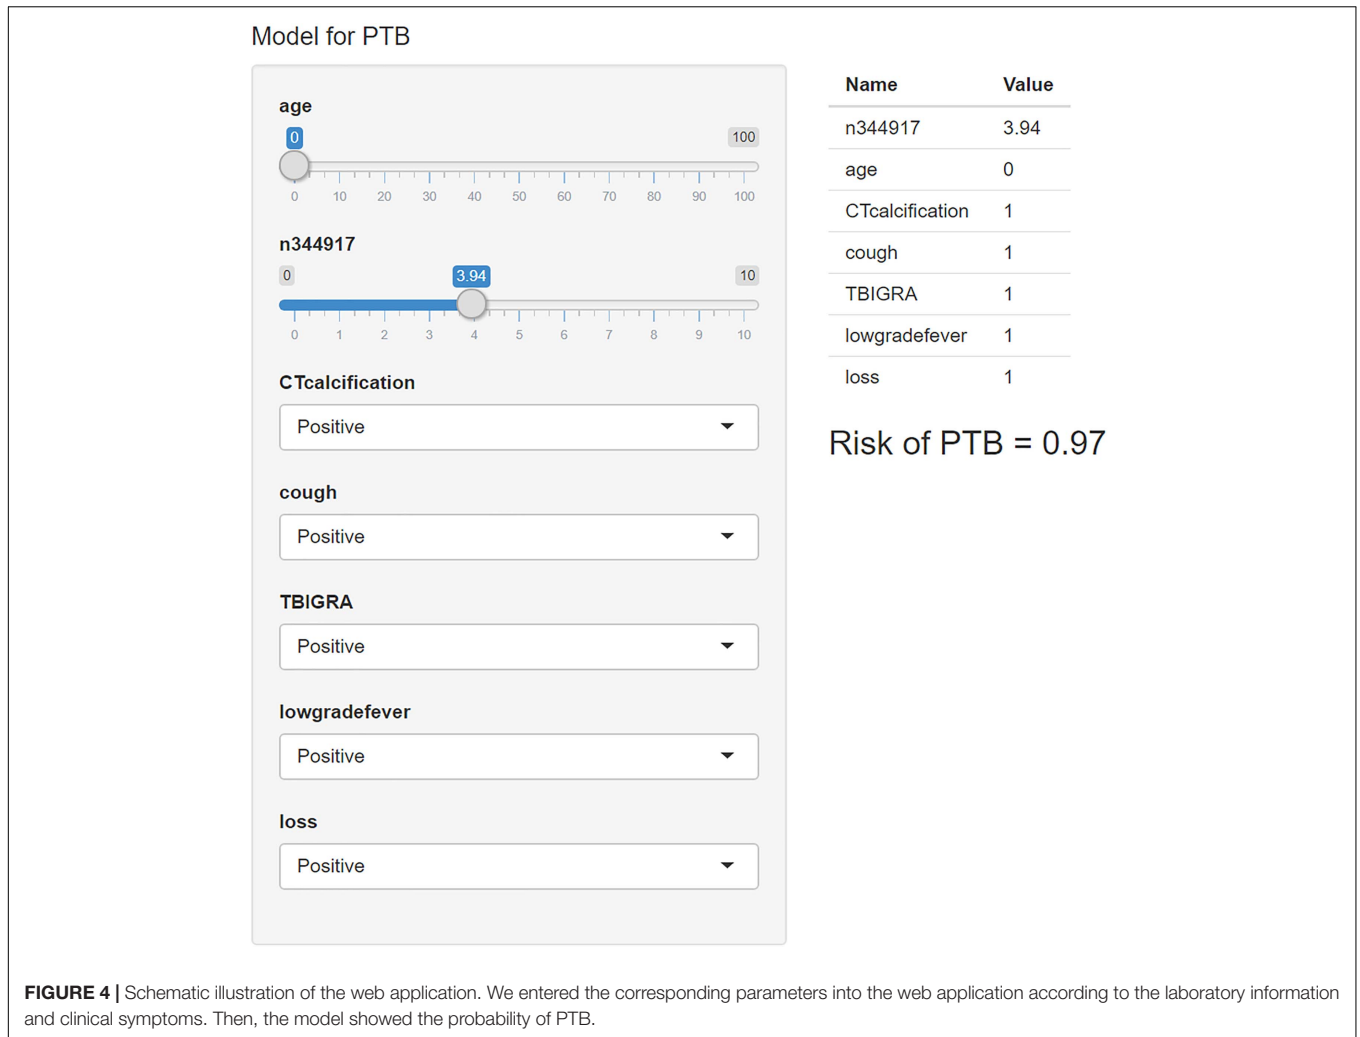 Model for PTB
age
0
100
0 10 20 30 40 50 60 70 80 90 100
n344917
0
3.94
10
0 1 2 3 4 5 6 7 8 9 10
CTcalcification
Positive
cough
Positive
TBIGRA
Positive
lowgradefever
Positive
loss
Positive
Name Value
n344917 3.94
age 0
CTcalcification 1
cough 1
TBIGRA 1
lowgradefever 1
loss 1
Risk of PTB = 0.97
FIGURE 4 | Schematic illustration of the web application. We entered the corresponding parameters into the web application according to the laboratory information
and clinical symptoms. Then, the model showed the probability of PTB.